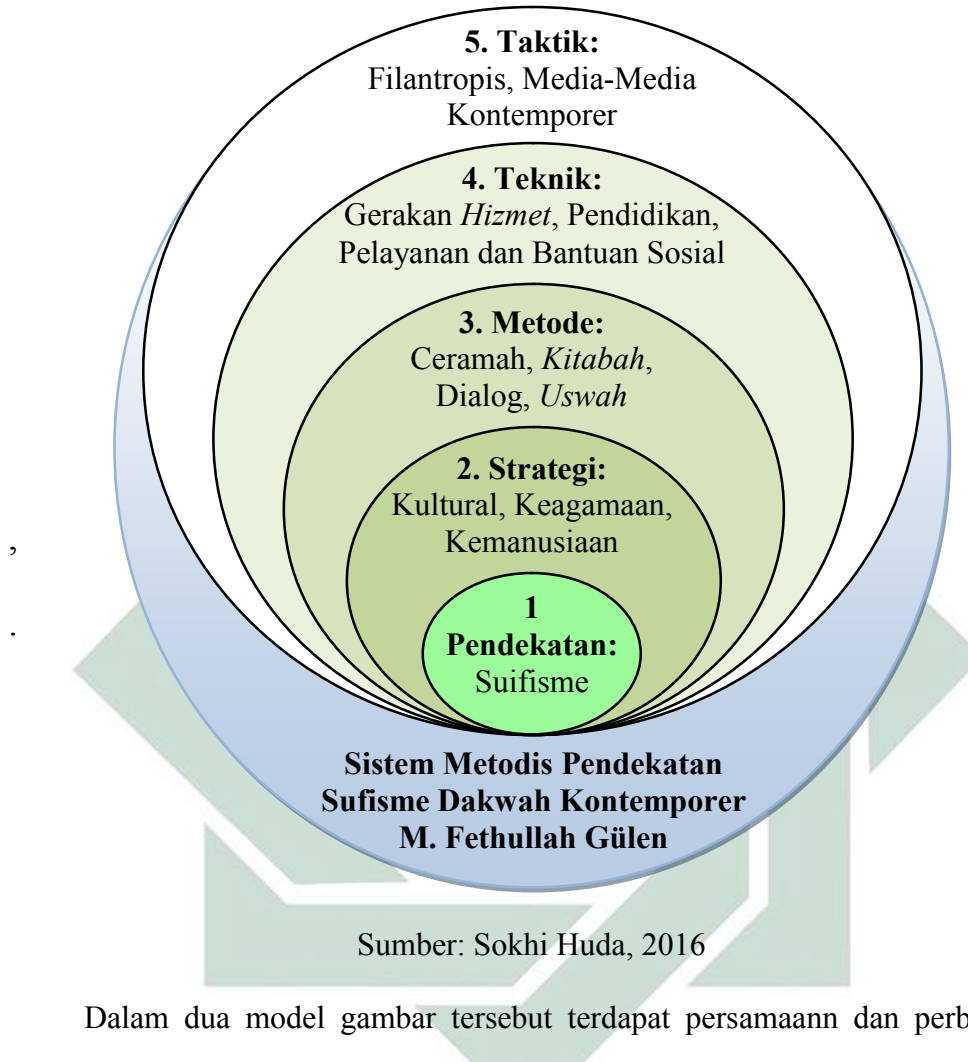 5. Taktik:
Filantropis, Media-Media
Kontemporer
4. Teknik:
Gerakan Hizmet, Pendidikan,
Pelayanan dan Bantuan Sosial
3. Metode:
Ceramah, Kitabah,
Dialog, Uswah
2. Strategi:
Kultural, Keagamaan,
Kemanusiaan
,
1
.
Pendekatan:
Suifisme
Sistem Metodis Pendekatan
Sufisme Dakwah Kontemporer
M. Fethullah Gülen
Sumber: Sokhi Huda, 2016
Dalam dua model gambar tersebut terdapat persamaann dan perb